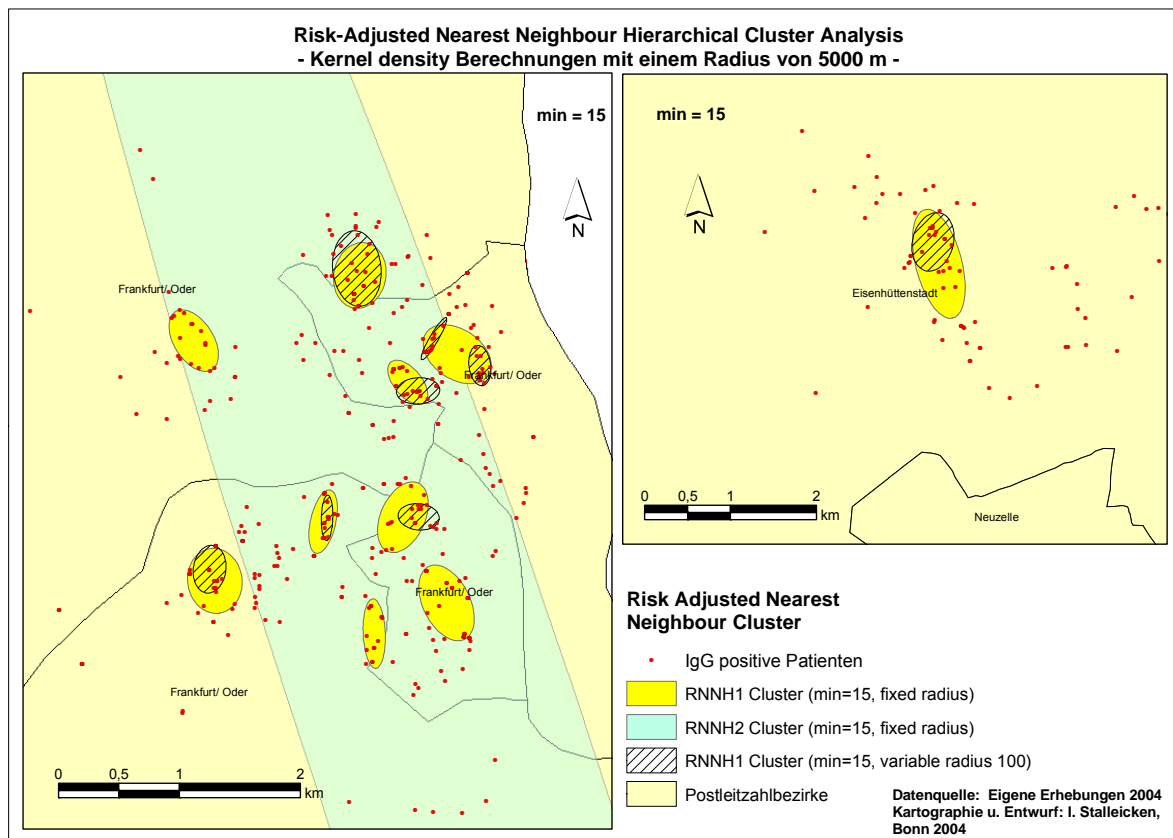 Risk-Adjusted Nearest Neighbour Hierarchical Cluster Analysis
- Kernel density Berechnungen mit einem Radius von 5000 m -
min = 15
N
Frankfurt/ Oder
Frankfurt/ Oder
Frankfurt/ Oder
Frankfurt/ Oder
0 0,5 1 2
km
min = 15
N
Eisenhüttenstadt
0 0,5 1 2
km
Neuzelle
Risk Adjusted Nearest
Neighbour Cluster
IgG positive Patienten
RNNH1 Cluster (min=15, fixed radius)
RNNH2 Cluster (min=15, fixed radius)
RNNH1 Cluster (min=15, variable radius 100)
Postleitzahlbezirke
Datenquelle: Eigene Erhebungen 2004
Kartographie u. Entwurf: I. Stalleicken,
Bonn 2004